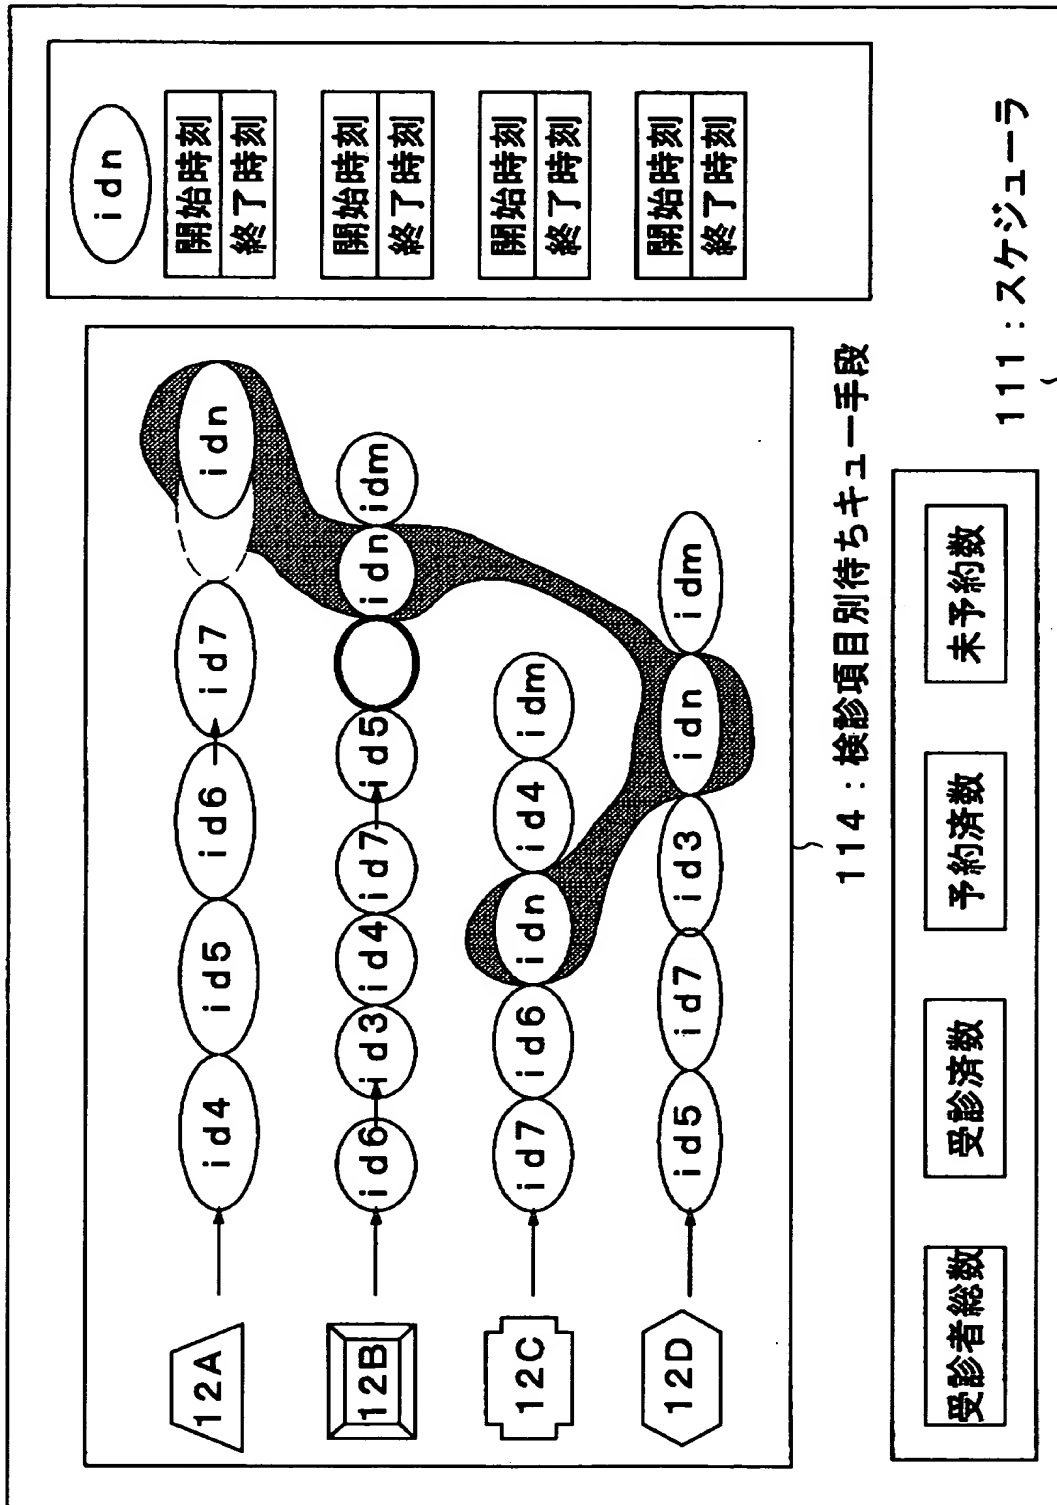 idn
開始時刻
終了時刻
開始時刻
終了時刻
開始時刻
終了時刻
開始時刻
終了時刻
12A
id4
id5
id6
id7
idn
12B
id6
id3
id4
id7
id5
idn
idm
12C
id7
id6
idn
id4
idm
12D
id5
id7
id3
idn
idm
114：検診項目別待ちキュー手段
受診者総数
受診済数
予約済数
未予約数
111：スケジューラ